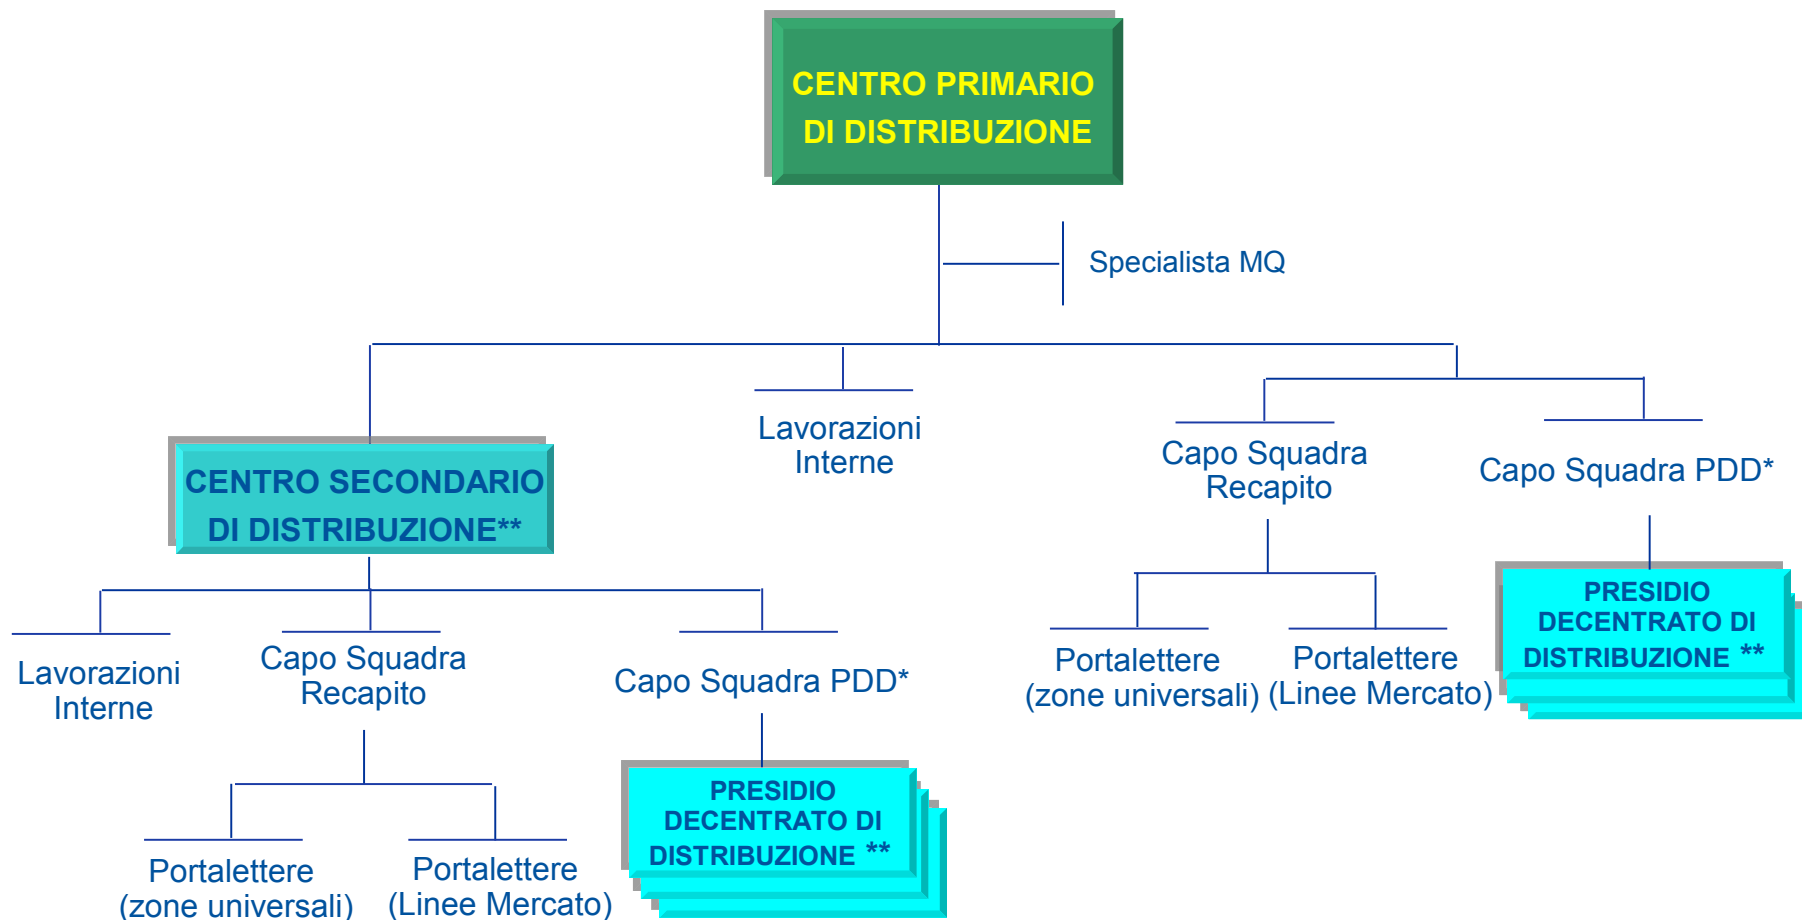 CENTRO PRIMARIO
DI DISTRIBUZIONE
Specialista MQ
Lavorazioni
Interne
Capo Squadra
Recapito
Capo Squadra PDD*
CENTRO SECONDARIO
DI DISTRIBUZIONE**
PRESIDIO
DECENTRATO DI
DISTRIBUZIONE **
Portalettere
(zone universali)
Portalettere
(Linee Mercato)
Lavorazioni
Interne
Capo Squadra
Recapito
Capo Squadra PDD*
PRESIDIO
DECENTRATO DI
DISTRIBUZIONE **
Portalettere
(zone universali)
Portalettere
(Linee Mercato)